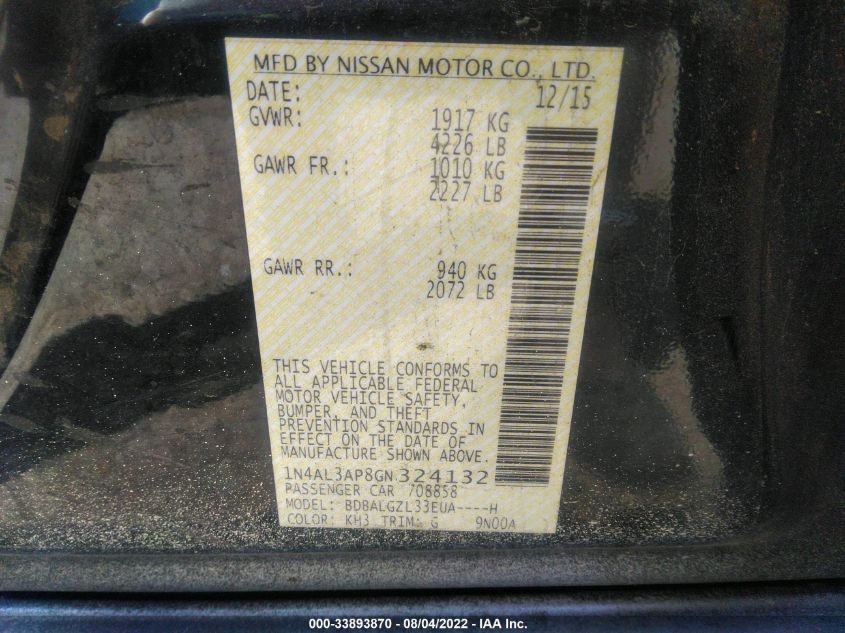 MFD BY NISSAN MOTOR CO., LTD.
DATE: 12/15
GVWR: 1917 KG
4226 LB
GAWR FR.: 1010 KG
2227 LB
GAWR RR.: 940 KG
2072 LB
THIS VEHICLE CONFORMS TO
ALL APPLICABLE FEDERAL
MOTOR VEHICLE SAFETY,
BUMPER, AND THEFT
PREVENTION STANDARDS IN
EFFECT ON THE DATE OF
MANUFACTURE SHOWN ABOVE.
1N4AL3AP8GN324132
PASSENGER CAR 708858
MODEL: BDBALGZL33EUA----H
COLOR: KH3 TRIM: G 9N00A
000-33893870 - 08/04/2022 - IAA Inc.